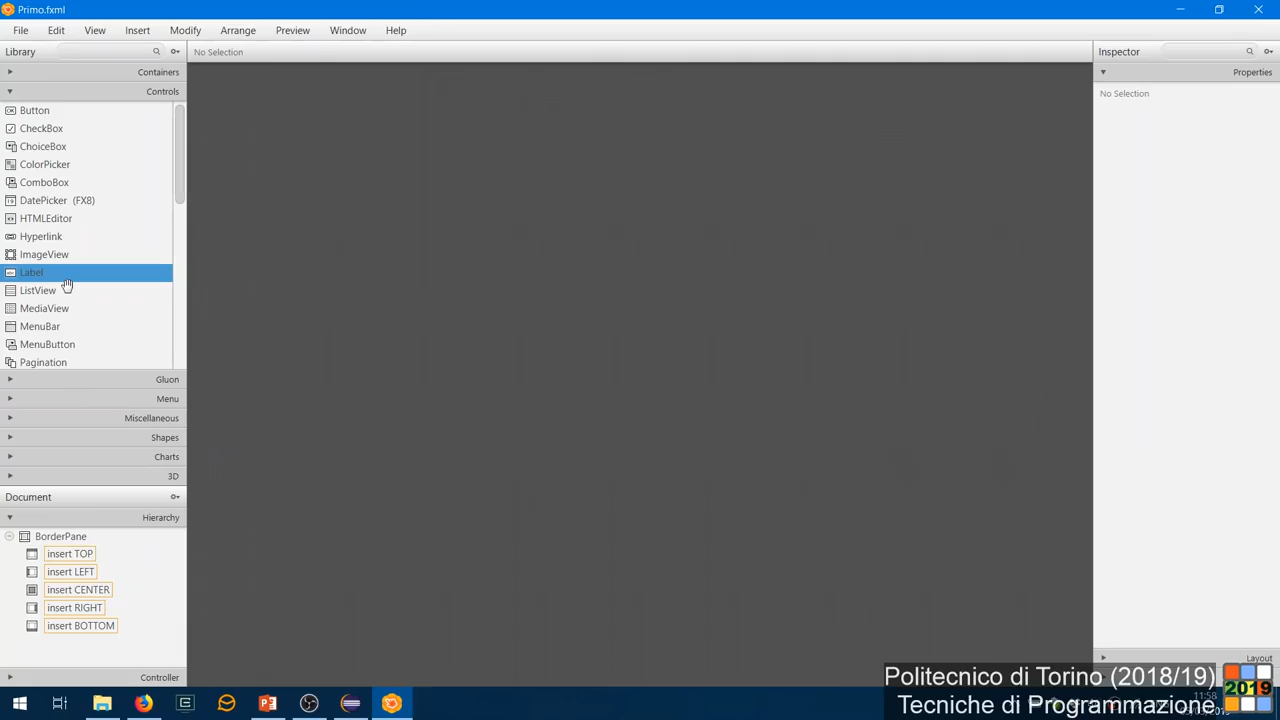 Primo.fxml
File Edit View Insert Modify Arrange Preview Window Help
Library
No Selection
Inspector
Containers
Properties
Controls
No Selection
Button
CheckBox
ChoiceBox
ColorPicker
ComboBox
DatePicker (FX8)
HTMLEditor
Hyperlink
ImageView
Label
ListView
MediaView
MenuBar
MenuButton
Pagination
Gluon
Menu
Miscellaneous
Shapes
Charts
3D
Document
Hierarchy
BorderPane
insert TOP
insert LEFT
insert CENTER
insert RIGHT
insert BOTTOM
Layout
Controller
Politecnico di Torino (2018/19)
Tecniche di Programmazione
2019
11:58